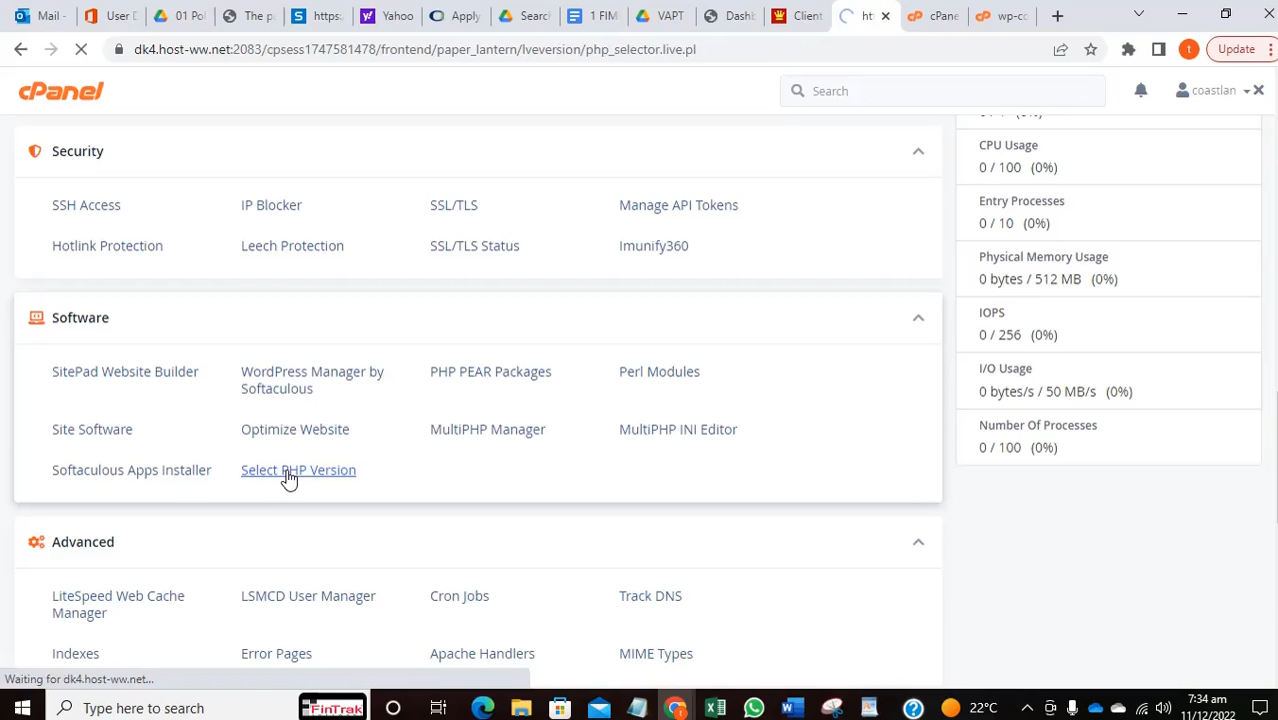 Mail -
User D
01 Pol
The p
https:
Yahoo
Apply
Searc
1 FIM
VAPT
Dashb
Client
htt
cPane
wp-co
dk4.host-ww.net:2083/cpsess1747581478/frontend/paper_lantern/lveversion/php_selector.live.pl
t
Update
cPanel
Search
coastlan
Security
SSH Access
IP Blocker
SSL/TLS
Manage API Tokens
Hotlink Protection
Leech Protection
SSL/TLS Status
Imunify360
Software
SitePad Website Builder
WordPress Manager by
Softaculous
PHP PEAR Packages
Perl Modules
Site Software
Optimize Website
MultiPHP Manager
MultiPHP INI Editor
Softaculous Apps Installer
Select PHP Version
Advanced
LiteSpeed Web Cache
Manager
LSMCD User Manager
Cron Jobs
Track DNS
Indexes
Error Pages
Apache Handlers
MIME Types
CPU Usage
0 / 100 (0%)
Entry Processes
0 / 10 (0%)
Physical Memory Usage
0 bytes / 512 MB (0%)
IOPS
0 / 256 (0%)
I/O Usage
0 bytes/s / 50 MB/s (0%)
Number Of Processes
0 / 100 (0%)
Waiting for dk4.host-ww.net...
Type here to search
FinTrak
22°C
7:34 am
11/12/2022